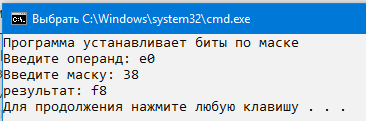 Выбрать C:\Windows\system32\cmd.exe
Программа устанавливает биты по маске
Введите операнд: e0
Введите маску: 38
результат: f8
Для продолжения нажмите любую клавишу . . .